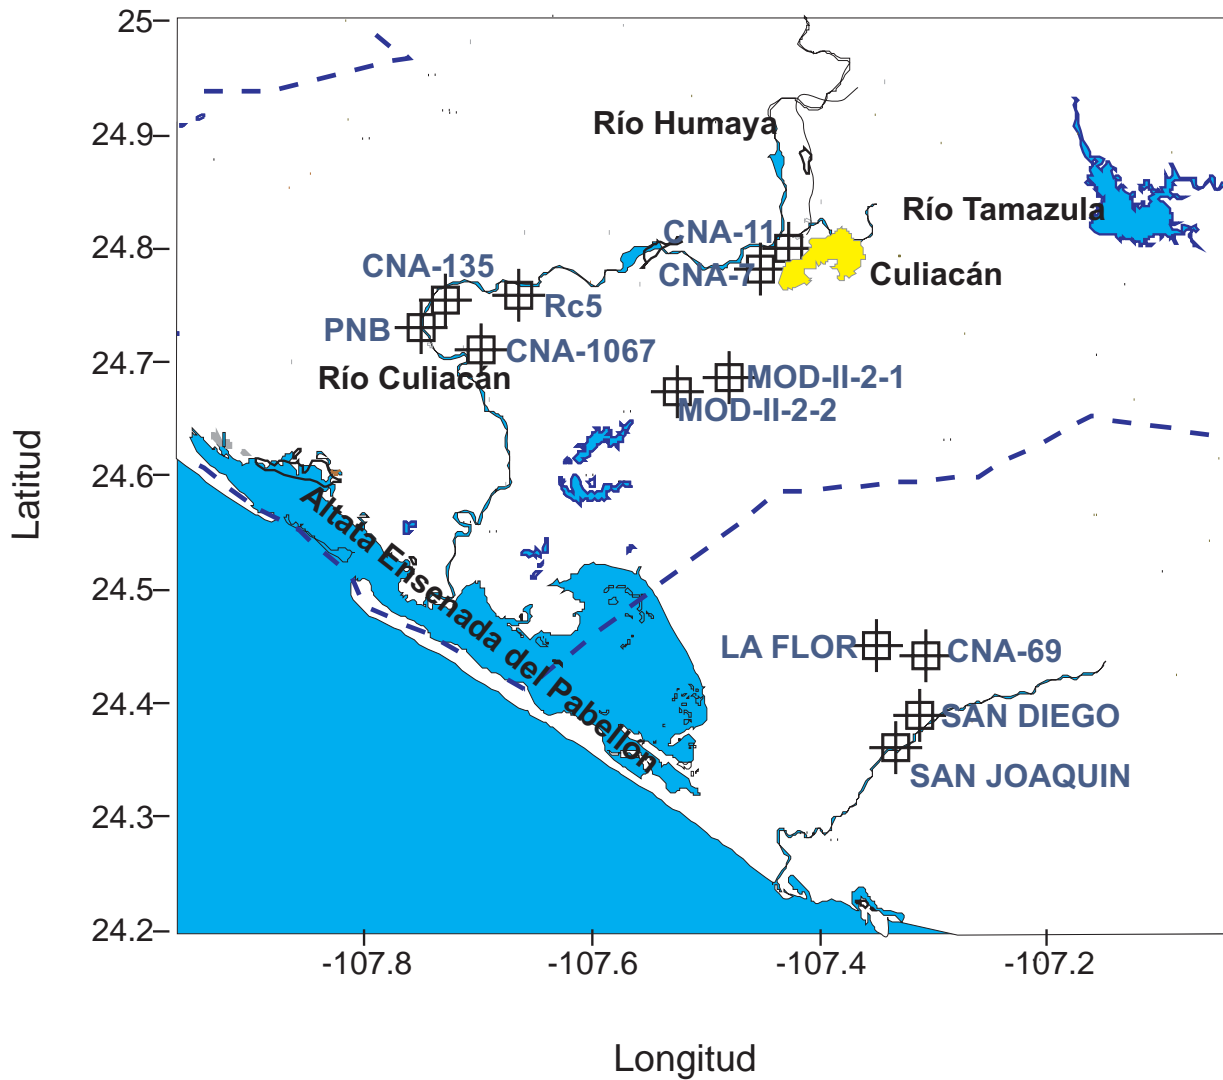 25
24.9
24.8
24.7
24.6
24.5
24.4
24.3
24.2
Latitud
Río Humaya
Río Tamazula
CNA-11
CNA-7
Culiacán
CNA-135
Rc5
PNB
CNA-1067
Río Culiacán
MOD-II-2-1
MOD-II-2-2
Altata Ensenada del Pabellón
LA FLOR
CNA-69
SAN DIEGO
SAN JOAQUIN
-107.8
-107.6
-107.4
-107.2
Longitud